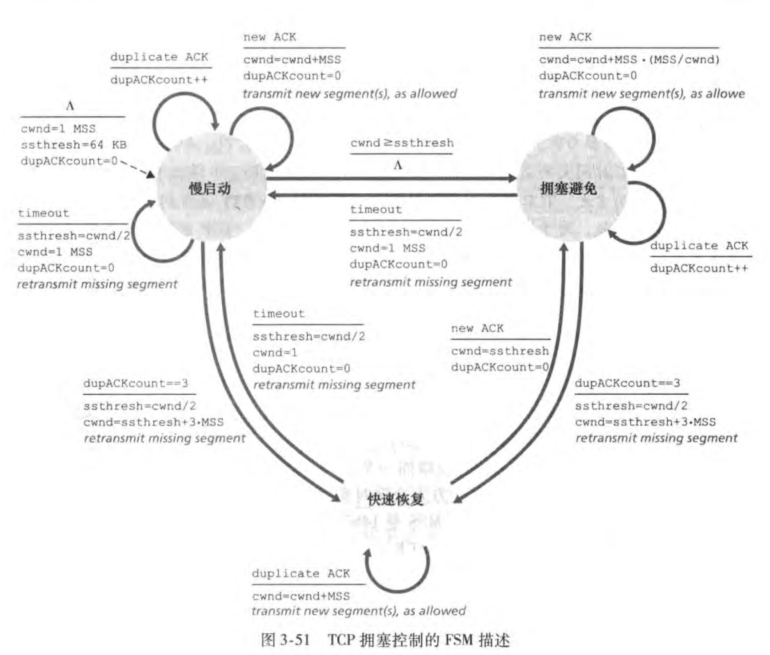 new ACK
cwnd=cwnd+MSS
dupACKcount=0
transmit new segment(s), as allowed
duplicate ACK
dupACKcount++
Λ
cwnd=1 MSS
ssthresh=64 KB
dupACKcount=0
慢启动
timeout
ssthresh=cwnd/2
cwnd=1 MSS
dupACKcount=0
retransmit missing segment
cwnd≥ssthresh
Λ
timeout
ssthresh=cwnd/2
cwnd=1 MSS
dupACKcount=0
retransmit missing segment
new ACK
cwnd=cwnd+MSS·(MSS/cwnd)
dupACKcount=0
transmit new segment(s), as allowe
拥塞避免
duplicate ACK
dupACKcount++
timeout
ssthresh=cwnd/2
cwnd=1
dupACKcount=0
retransmit missing segment
new ACK
cwnd=ssthresh
dupACKcount=0
dupACKcount==3
ssthresh=cwnd/2
cwnd=ssthresh+3·MSS
retransmit missing segment
dupACKcount==3
ssthresh=cwnd/2
cwnd=ssthresh+3·MSS
retransmit missing segment
快速恢复
duplicate ACK
cwnd=cwnd+MSS
transmit new segment(s), as allowed
图 3-51 TCP 拥塞控制的 FSM 描述